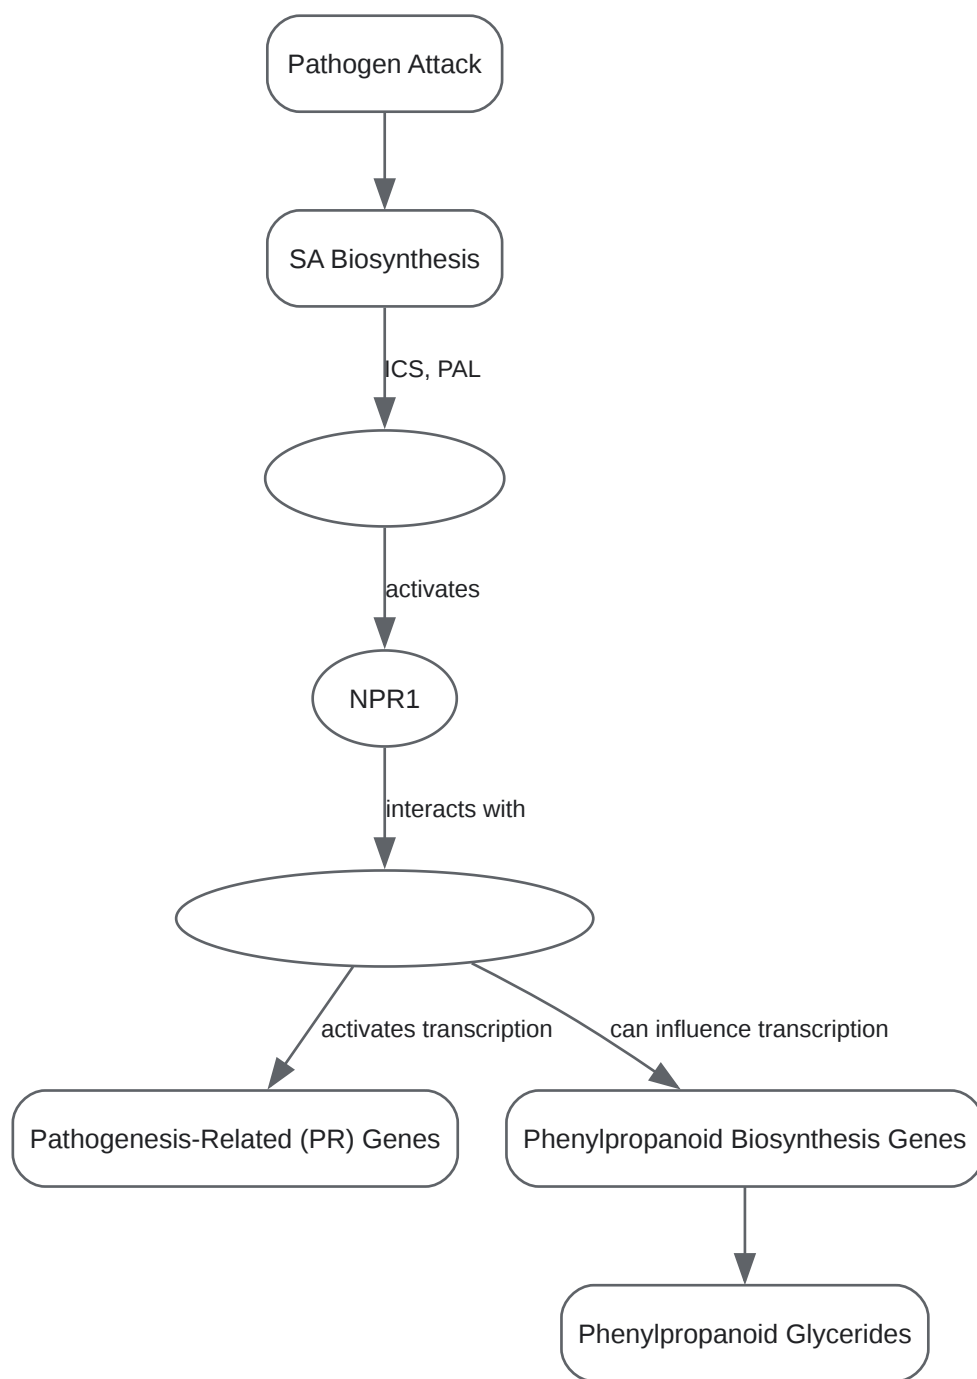 Pathogen Attack
SA Biosynthesis
ICS, PAL
activates
NPR1
interacts with
activates transcription
can influence transcription
Pathogenesis-Related (PR) Genes
Phenylpropanoid Biosynthesis Genes
Phenylpropanoid Glycerides